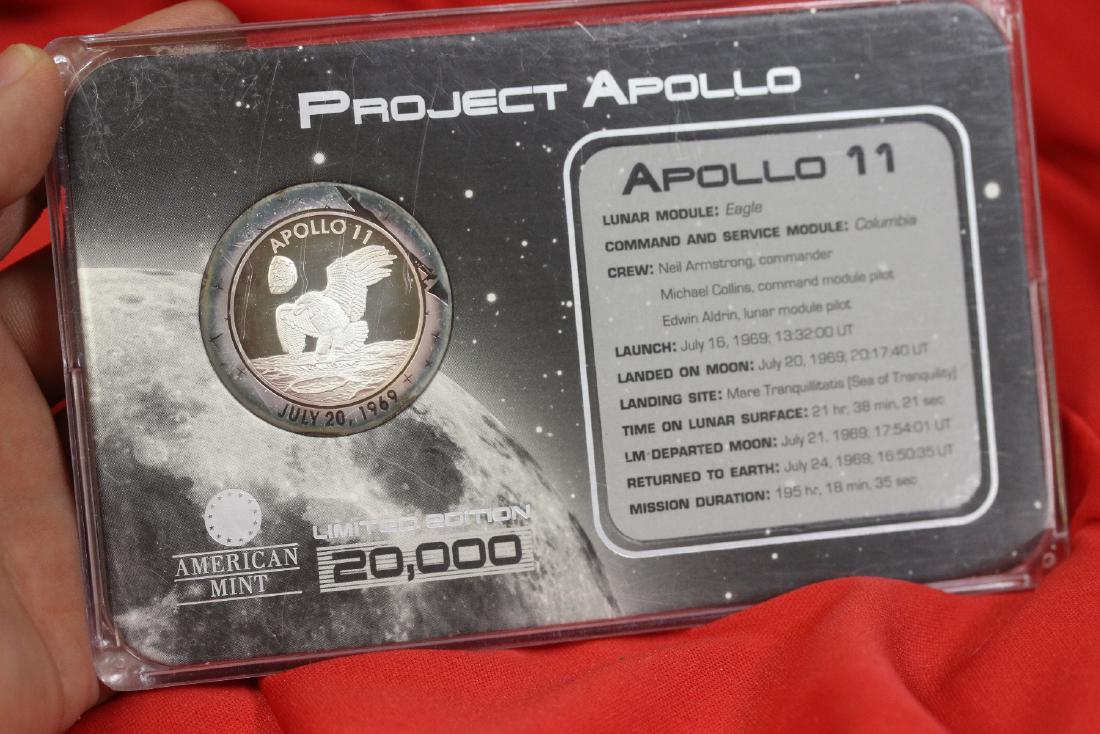 PROJECT APOLLO
APOLLO 11
JULY 20, 1969
AMERICAN
MINT
LIMITED EDITION
20,000
APOLLO 11
LUNAR MODULE: Eagle
COMMAND AND SERVICE MODULE: Columbia
CREW: Neil Armstrong, commander
Michael Collins, command module pilot
Edwin Aldrin, lunar module pilot
LAUNCH: July 16, 1969; 13:32:00 UT
LANDED ON MOON: July 20, 1969; 20:17:40 UT
LANDING SITE: Mare Tranquillitatis (Sea of Tranquility)
TIME ON LUNAR SURFACE: 21 hr, 38 min, 21 sec
LM DEPARTED MOON: July 21, 1969; 17:54:01 UT
RETURNED TO EARTH: July 24, 1969; 16:50:35 UT
MISSION DURATION: 195 hr, 18 min, 35 sec